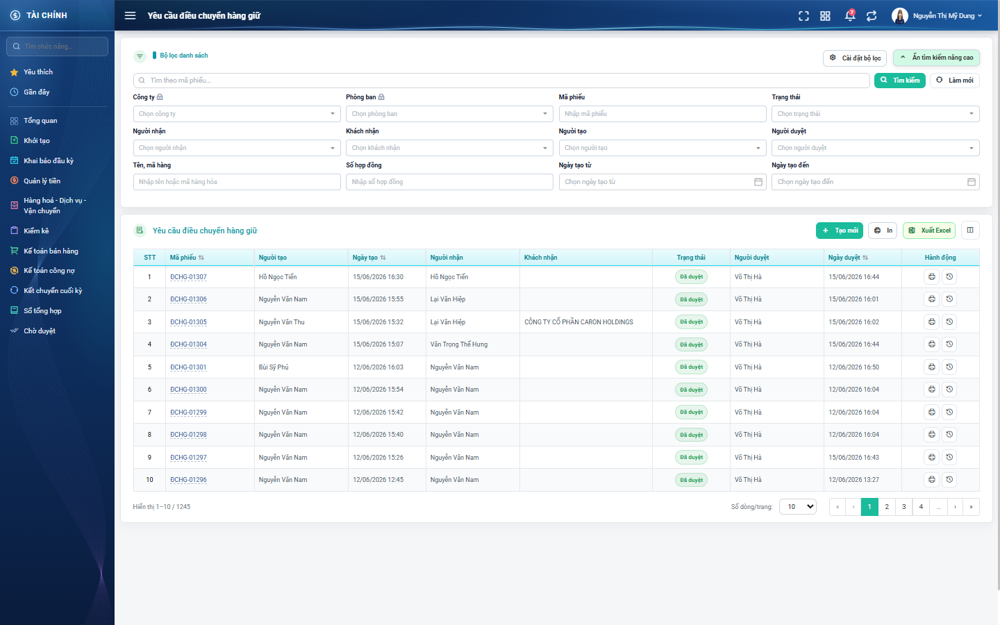 TÀI CHÍNH
Yêu cầu điều chuyển hàng giữ
7
Nguyễn Thị Mỹ Dung
Tìm chức năng...
Yêu thích
Gần đây
Tổng quan
Khởi tạo
Khai báo đầu kỳ
Quản lý tiền
Hàng hoá - Dịch vụ -
Vận chuyển
Kiểm kê
Kế toán bán hàng
Kế toán công nợ
Kết chuyển cuối kỳ
Sổ tổng hợp
Chờ duyệt
Bộ lọc danh sách
Cài đặt bộ lọc
Ẩn tìm kiếm nâng cao
Tìm theo mã phiếu...
Tìm kiếm
Làm mới
Công ty
Phòng ban
Mã phiếu
Trạng thái
Chọn công ty
Chọn phòng ban
Nhập mã phiếu
Chọn trạng thái
Người nhận
Khách nhận
Người tạo
Người duyệt
Chọn người nhận
Chọn khách nhận
Chọn người tạo
Chọn người duyệt
Tên, mã hàng
Số hợp đồng
Ngày tạo từ
Ngày tạo đến
Nhập tên hoặc mã hàng hóa
Nhập số hợp đồng
Chọn ngày tạo từ
Chọn ngày tạo đến
Yêu cầu điều chuyển hàng giữ
Tạo mới
In
Xuất Excel
STT Mã phiếu Người tạo Ngày tạo Người nhận Khách nhận Trạng thái Người duyệt Ngày duyệt Hành động
1 ĐCHG-01307 Hồ Ngọc Tiến 15/06/2026 16:30 Hồ Ngọc Tiến Đã duyệt Võ Thị Hà 15/06/2026 16:44
2 ĐCHG-01306 Nguyễn Văn Nam 15/06/2026 15:55 Lại Văn Hiệp Đã duyệt Võ Thị Hà 15/06/2026 16:01
3 ĐCHG-01305 Nguyễn Văn Thu 15/06/2026 15:32 Lại Văn Hiệp CÔNG TY CỔ PHẦN CARON HOLDINGS Đã duyệt Võ Thị Hà 15/06/2026 16:02
4 ĐCHG-01304 Nguyễn Văn Nam 15/06/2026 15:07 Văn Trọng Thế Hưng Đã duyệt Võ Thị Hà 15/06/2026 16:44
5 ĐCHG-01301 Bùi Sỹ Phú 12/06/2026 16:03 Nguyễn Văn Nam Đã duyệt Võ Thị Hà 12/06/2026 16:50
6 ĐCHG-01300 Nguyễn Văn Nam 12/06/2026 15:54 Nguyễn Văn Nam Đã duyệt Võ Thị Hà 12/06/2026 16:04
7 ĐCHG-01299 Nguyễn Văn Nam 12/06/2026 15:42 Nguyễn Văn Nam Đã duyệt Võ Thị Hà 12/06/2026 16:04
8 ĐCHG-01298 Nguyễn Văn Nam 12/06/2026 15:40 Nguyễn Văn Nam Đã duyệt Võ Thị Hà 12/06/2026 16:04
9 ĐCHG-01297 Nguyễn Văn Nam 12/06/2026 15:26 Nguyễn Văn Nam Đã duyệt Võ Thị Hà 15/06/2026 16:43
10 ĐCHG-01296 Nguyễn Văn Nam 12/06/2026 12:45 Nguyễn Văn Nam Đã duyệt Võ Thị Hà 12/06/2026 13:27
Hiển thị 1–10 / 1245
Số dòng/trang: 10
« ‹ 1 2 3 4 ... › »